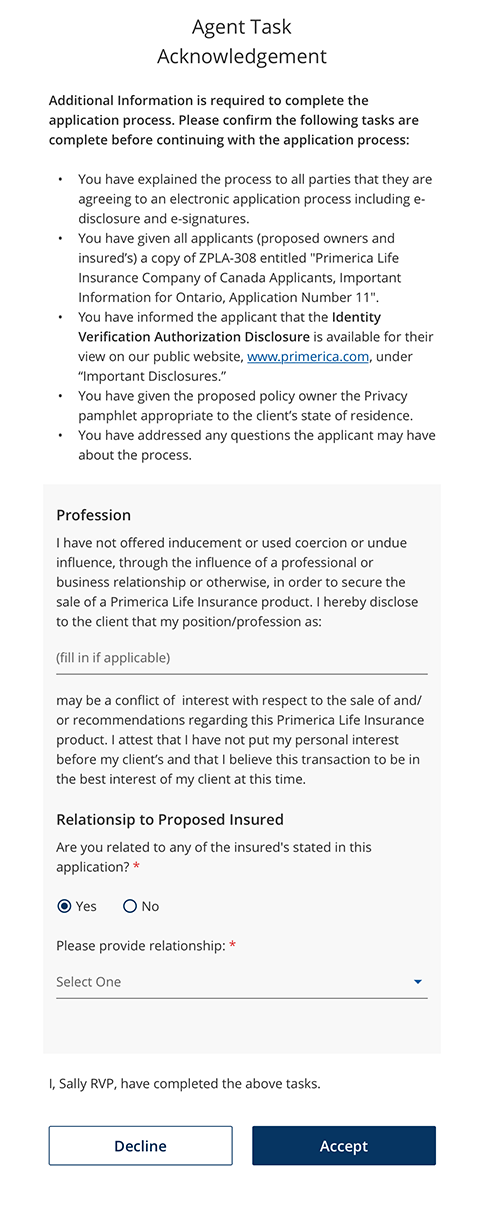 Agent Task
Acknowledgement
Additional Information is required to complete the
application process. Please confirm the following tasks are
complete before continuing with the application process:
• You have explained the process to all parties that they are
agreeing to an electronic application process including e-
disclosure and e-signatures.
• You have given all applicants (proposed owners and
insured’s) a copy of ZPLA-308 entitled "Primerica Life
Insurance Company of Canada Applicants, Important
Information for Ontario, Application Number 11".
• You have informed the applicant that the Identity
Verification Authorization Disclosure is available for their
view on our public website, www.primerica.com, under
“Important Disclosures.”
• You have given the proposed policy owner the Privacy
pamphlet appropriate to the client’s state of residence.
• You have addressed any questions the applicant may have
about the process.
Profession
I have not offered inducement or used coercion or undue
influence, through the influence of a professional or
business relationship or otherwise, in order to secure the
sale of a Primerica Life Insurance product. I hereby disclose
to the client that my position/profession as:
(fill in if applicable)
may be a conflict of  interest with respect to the sale of and/
or recommendations regarding this Primerica Life Insurance
product. I attest that I have not put my personal interest
before my client’s and that I believe this transaction to be in
the best interest of my client at this time.
Relationsip to Proposed Insured
Are you related to any of the insured's stated in this
application? *
Yes No
Please provide relationship: *
Select One
I, Sally RVP, have completed the above tasks.
Decline Accept